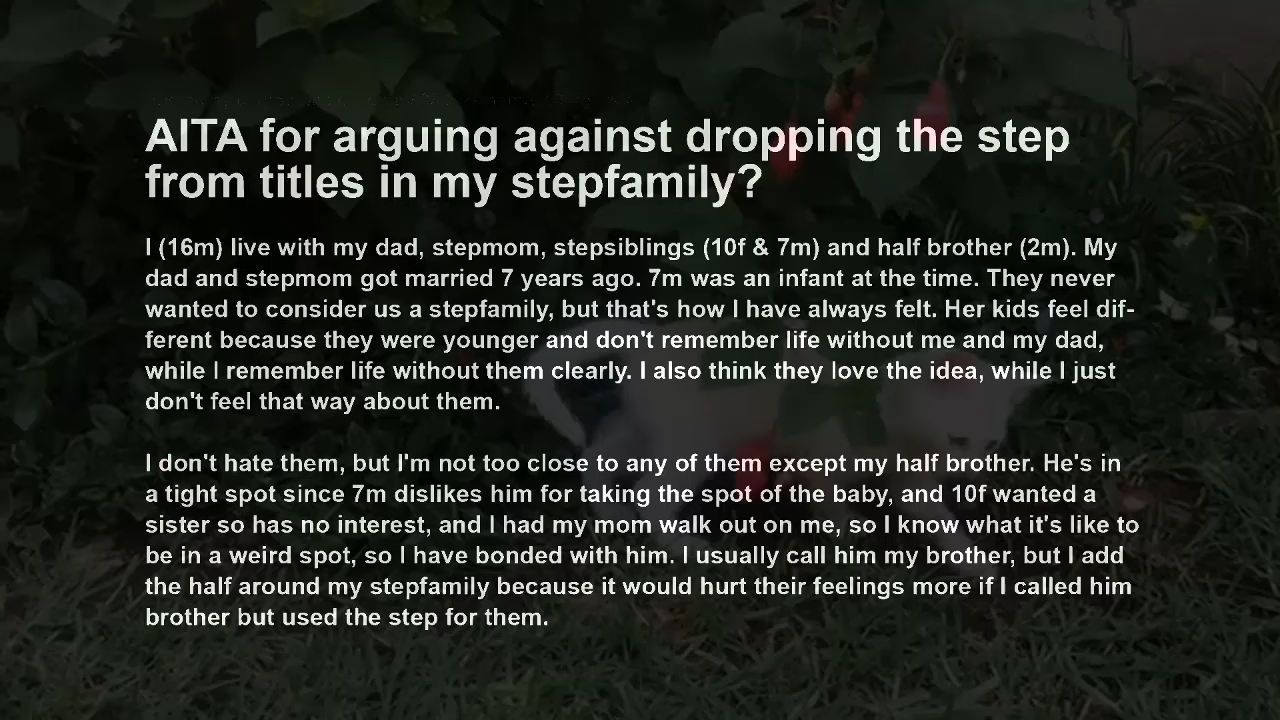 AITA for arguing against dropping the step
from titles in my stepfamily?
I (16m) live with my dad, stepmom, stepsiblings (10f & 7m) and half brother (2m). My
dad and stepmom got married 7 years ago. 7m was an infant at the time. They never
wanted to consider us a stepfamily, but that's how I have always felt. Her kids feel dif-
ferent because they were younger and don't remember life without me and my dad,
while I remember life without them clearly. I also think they love the idea, while I just
don't feel that way about them.
I don't hate them, but I'm not too close to any of them except my half brother. He's in
a tight spot since 7m dislikes him for taking the spot of the baby, and 10f wanted a
sister so has no interest, and I had my mom walk out on me, so I know what it's like to
be in a weird spot, so I have bonded with him. I usually call him my brother, but I add
the half around my stepfamily because it would hurt their feelings more if I called him
brother but used the step for them.